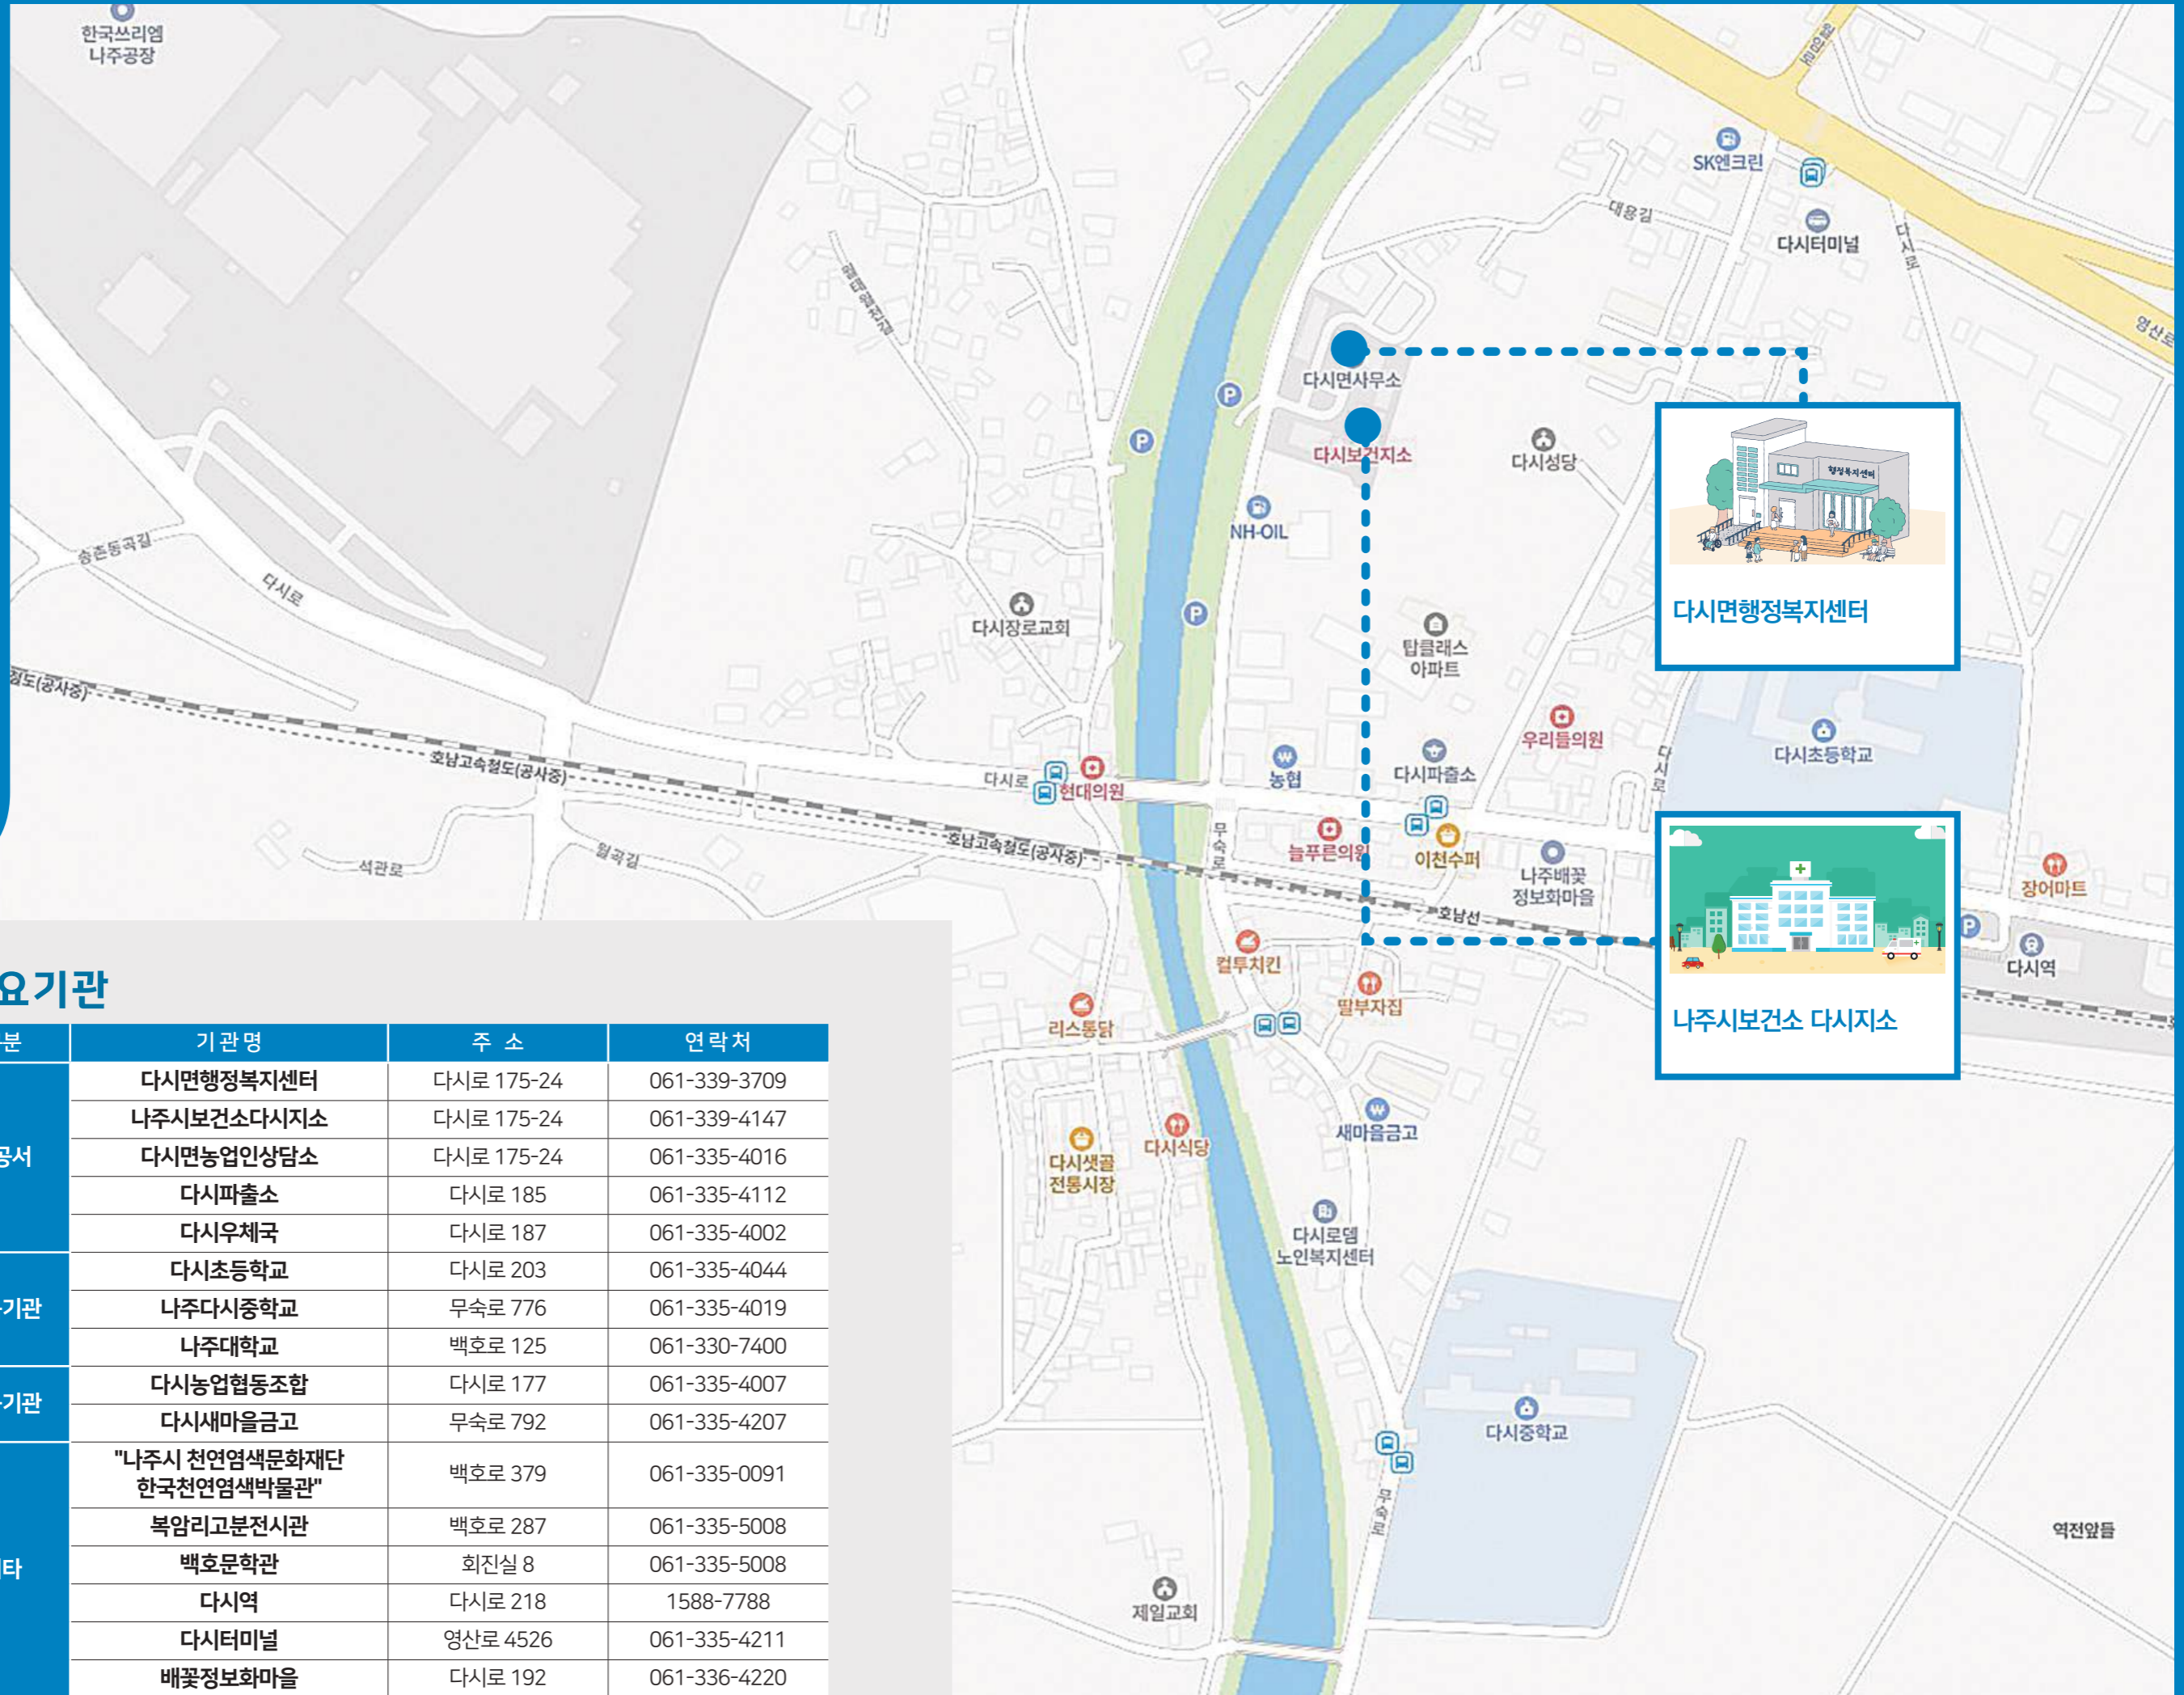 한국쓰리엠
나주공장
SK엔크린
대용길
다시터미널
다시로
영산로
다시면사무소
다시보건지소
다시성당
행정복지센터
다시면행정복지센터
NH-OIL
송촌동곡길
다시로
다시장로교회
탑클래스
아파트
우리들의원
다시로
다시초등학교
철도(공사중)
호남고속철도(공사중)
다시로
현대의원
농협
다시파출소
호남고속철도(공사중)
무숙로
늘푸른의원
이천수퍼
나주배꽃
정보화마을
석관로
월곡길
호남선
장어마트
다시역
나주시보건소 다시지소
컬투치킨
딸부자집
리스통닭
새마을금고
다시식당
다시샛골
전통시장
다시로뎀
노인복지센터
다시중학교
무숙로
역전앞들
제일교회
요기관
분 기관명 주 소 연락처
공서
다시면행정복지센터 다시로 175-24 061-339-3709
나주시보건소다시지소 다시로 175-24 061-339-4147
다시면농업인상담소 다시로 175-24 061-335-4016
다시파출소 다시로 185 061-335-4112
다시우체국 다시로 187 061-335-4002
기관
다시초등학교 다시로 203 061-335-4044
나주다시중학교 무숙로 776 061-335-4019
나주대학교 백호로 125 061-330-7400
기관
다시농업협동조합 다시로 177 061-335-4007
다시새마을금고 무숙로 792 061-335-4207
타
"나주시 천연염색문화재단
한국천연염색박물관" 백호로 379 061-335-0091
복암리고분전시관 백호로 287 061-335-5008
백호문학관 회진실 8 061-335-5008
다시역 다시로 218 1588-7788
다시터미널 영산로 4526 061-335-4211
배꽃정보화마을 다시로 192 061-336-4220